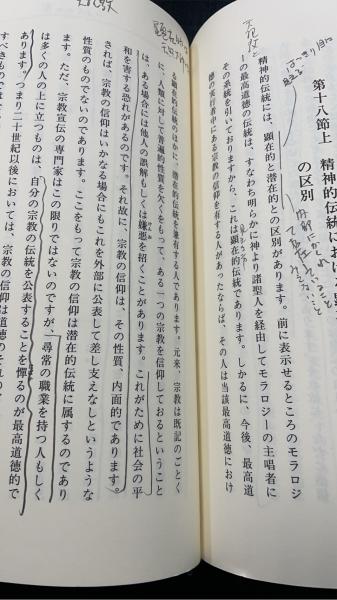 第十八節上 精神的伝統にお
の区別
精神的伝統には、顕在的と潜在的との区別があります。前に表示せるところのモラロジ
ーの最高道徳の伝統は、すなわち明らかに神より諸聖人を経由してモラロジーの主唱者に
その系統を引いておりますから、これは顕在的伝統であります。しかるに、今後、最高道
徳の実行者中にある宗教の信仰を有する人があったならば、その人は当該最高道徳におけ
る顕在的伝統のほかに、潜在的伝統を兼有する人であります。元来、宗教は既記のごとく
に、人類に対して普遍的性質を欠くをもって、ある一つの宗教を信仰しておるということ
は、ある場合には他人の誤解もしくは嫌悪を招くことがあります。これがために社会の平
和を害する恐れがあるのです。それ故に、宗教の信仰は、その性質、内面的であります。
されば、宗教の信仰はいかなる場合にもこれを外部に公表して差し支えなしというような
性質のものでないのであります。ここをもって宗教の信仰は潜在的伝統に属するのであり
ます。ただ、宗教宣伝の専門家はこの限りではないのですが、尋常の職業を持つ人もしく
は多くの人の上に立つものは、自分の宗教の伝統を公表することを憚るのが最高道徳的で
あります。つまり二十世紀以後においては、宗教の信仰は道徳の